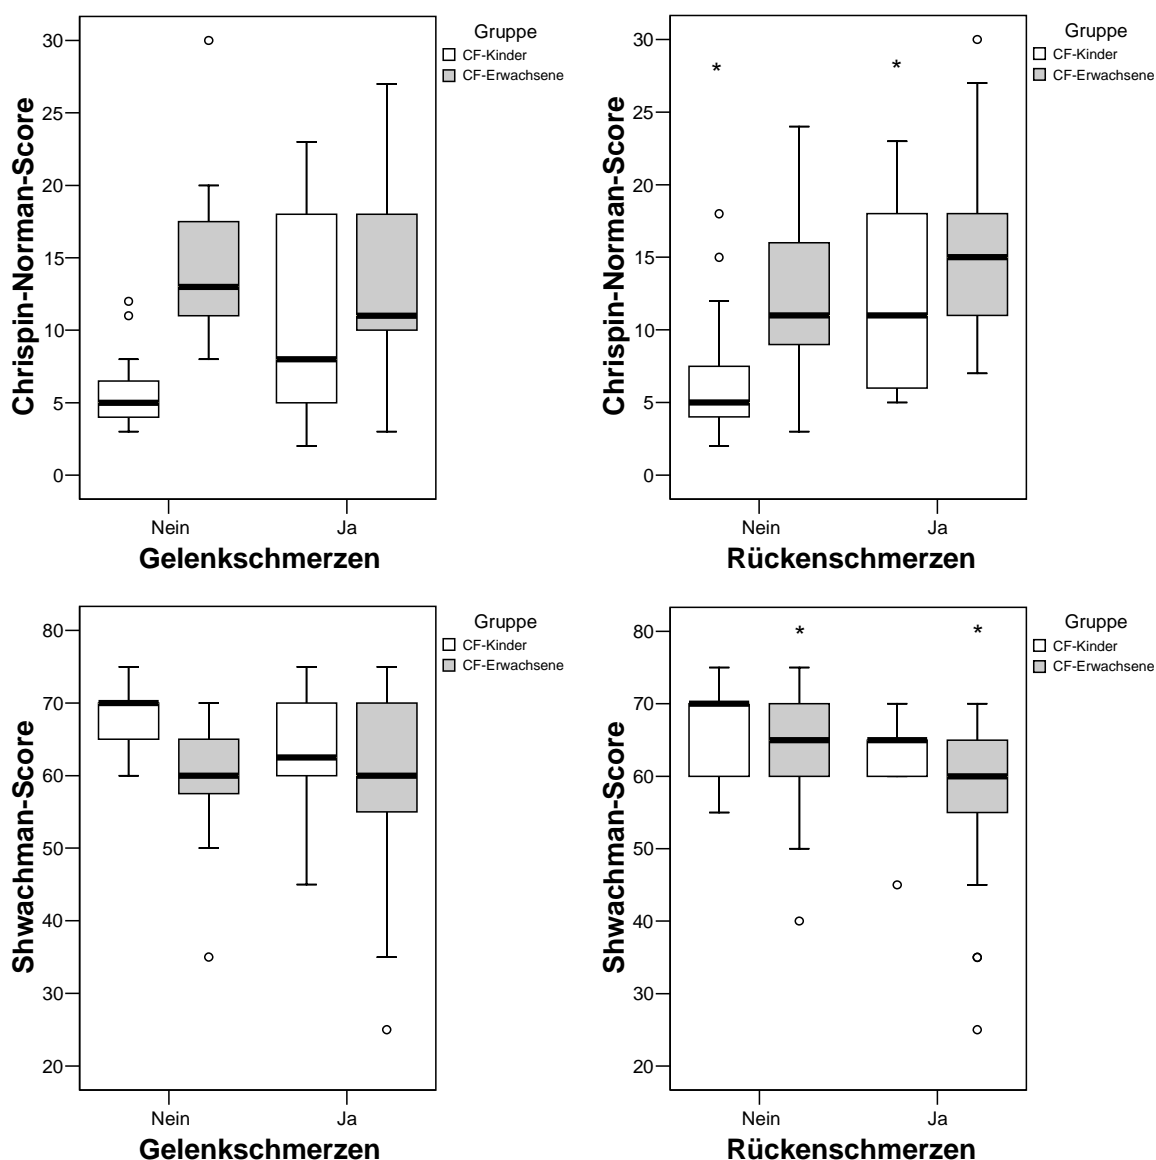 Chrispin-Norman-Score
30
25
20
15
10
5
0
Nein
Ja
Gelenkschmerzen
Gruppe
CF-Kinder
CF-Erwachsene
Chrispin-Norman-Score
30
25
20
15
10
5
0
*
*
Nein
Ja
Rückenschmerzen
Gruppe
CF-Kinder
CF-Erwachsene
Shwachman-Score
80
70
60
50
40
30
20
Nein
Ja
Gelenkschmerzen
Gruppe
CF-Kinder
CF-Erwachsene
Shwachman-Score
80
70
60
50
40
30
20
*
*
Nein
Ja
Rückenschmerzen
Gruppe
CF-Kinder
CF-Erwachsene